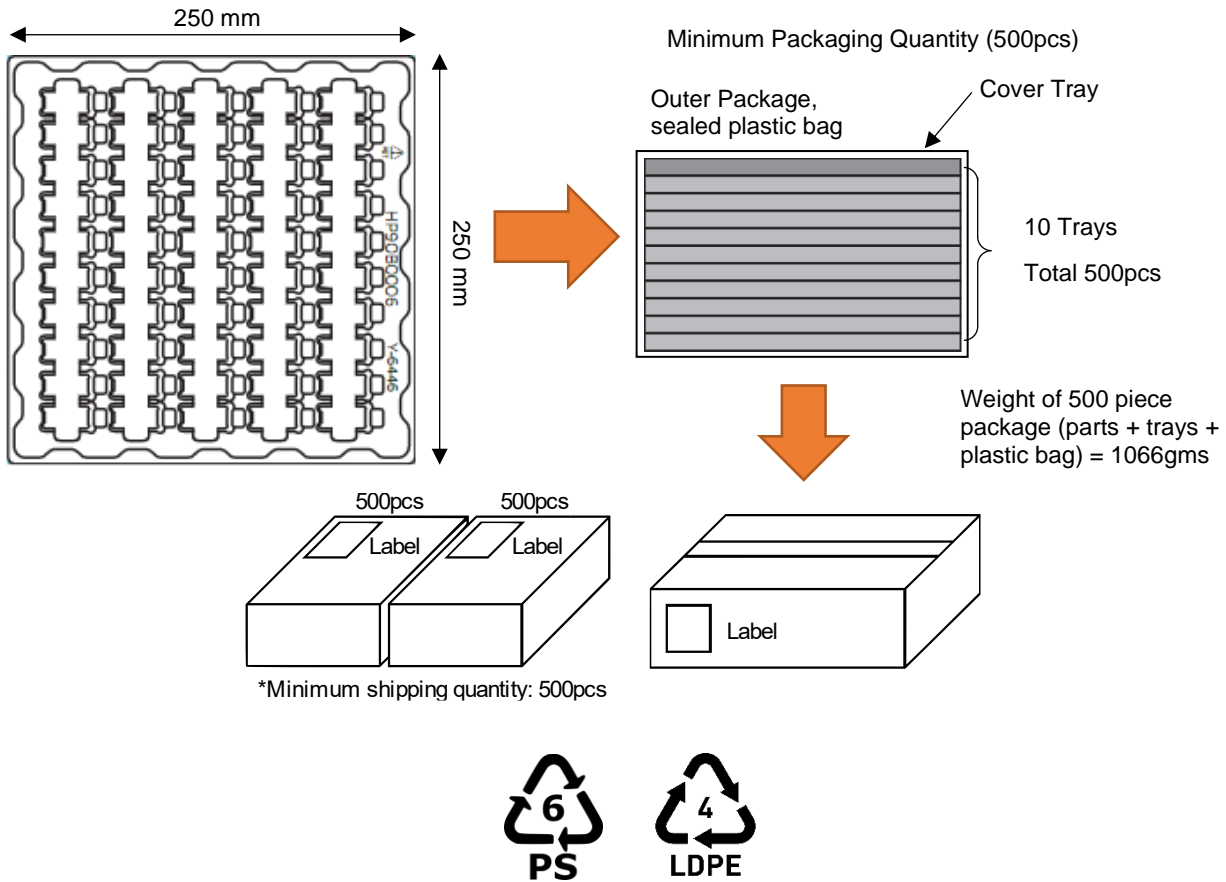 250 mm
Minimum Packaging Quantity (500pcs)
Cover Tray
Outer Package,
sealed plastic bag
250 mm
HP9CB0006
Y-6446
10 Trays
Total 500pcs
Weight of 500 piece
package (parts + trays +
plastic bag) = 1066gms
500pcs
500pcs
Label
Label
Label
*Minimum shipping quantity: 500pcs
6
PS
4
LDPE